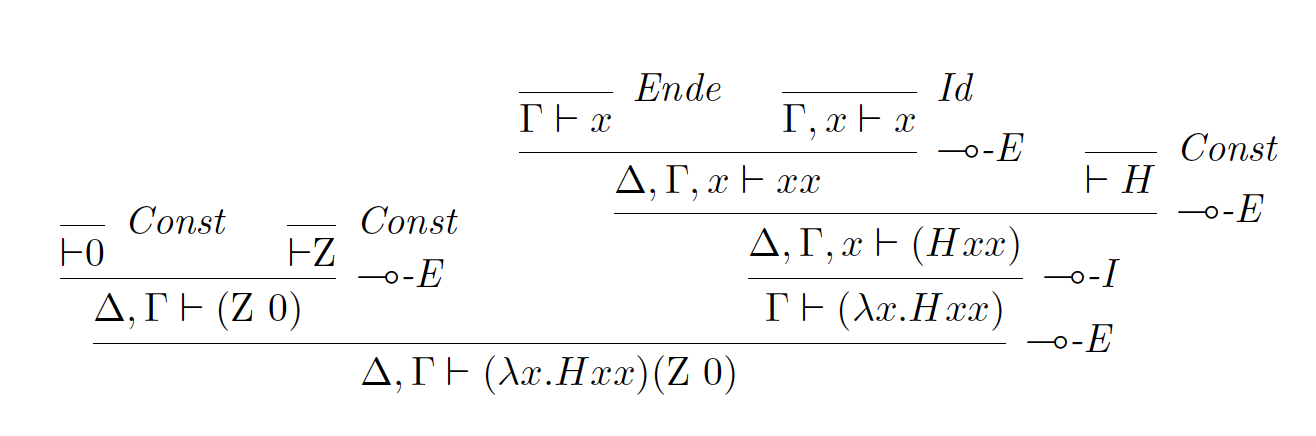 Ende Id
Γ ⊢ x Γ, x ⊢ x ⊸-E Const
Δ, Γ, x ⊢ xx ⊢ H ⊸-E
Const Const
⊢0 ⊢Z ⊸-E Δ, Γ, x ⊢ (Hxx) ⊸-I
Δ, Γ ⊢ (Z 0) Γ ⊢ (λx.Hxx) ⊸-E
Δ, Γ ⊢ (λx.Hxx)(Z 0)